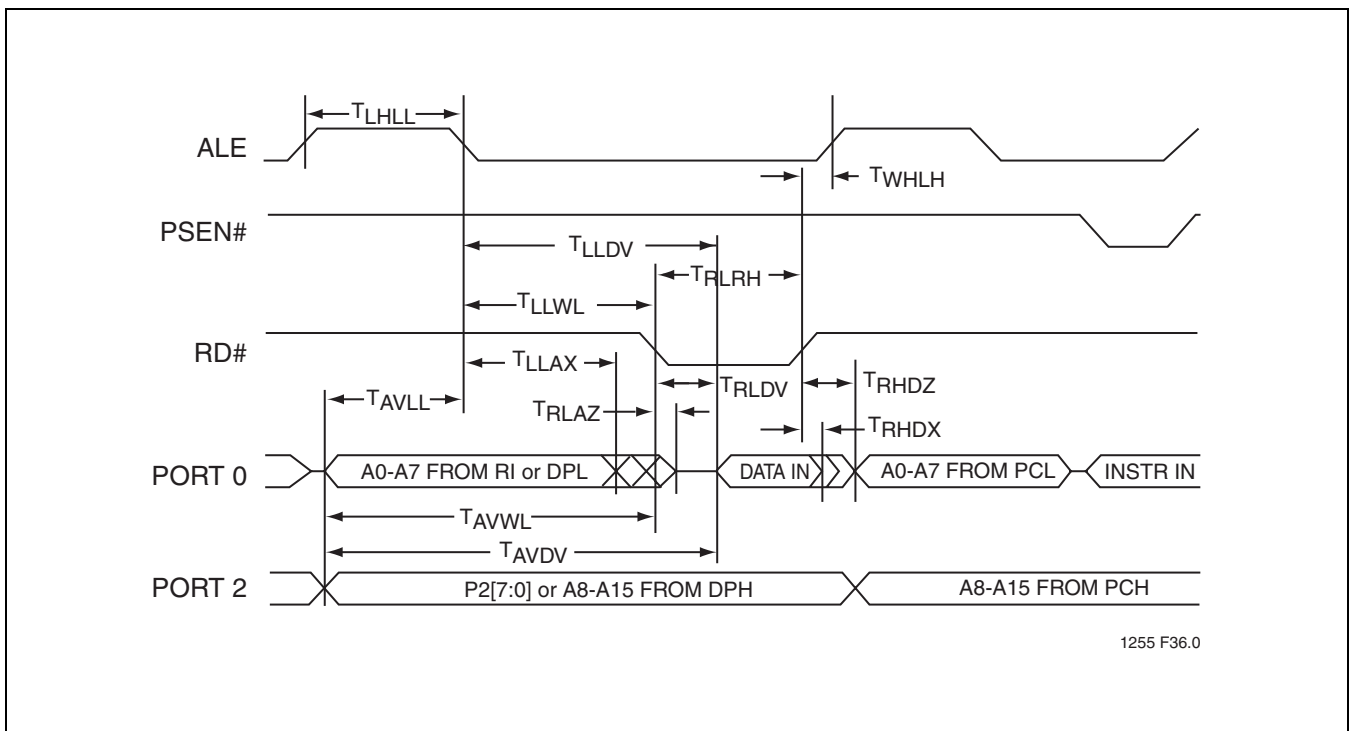 TLHLL
ALE
TWHLH
PSEN#
TLLDV
TRLRH
TLLWL
RD#
TLLAX
TAVLL
TRLAZ
TRLDV
TRHDZ
TRHDX
PORT 0
A0-A7 FROM RI or DPL
DATA IN
A0-A7 FROM PCL
INSTR IN
TAVWL
TAVDV
PORT 2
P2[7:0] or A8-A15 FROM DPH
A8-A15 FROM PCH
1255 F36.0